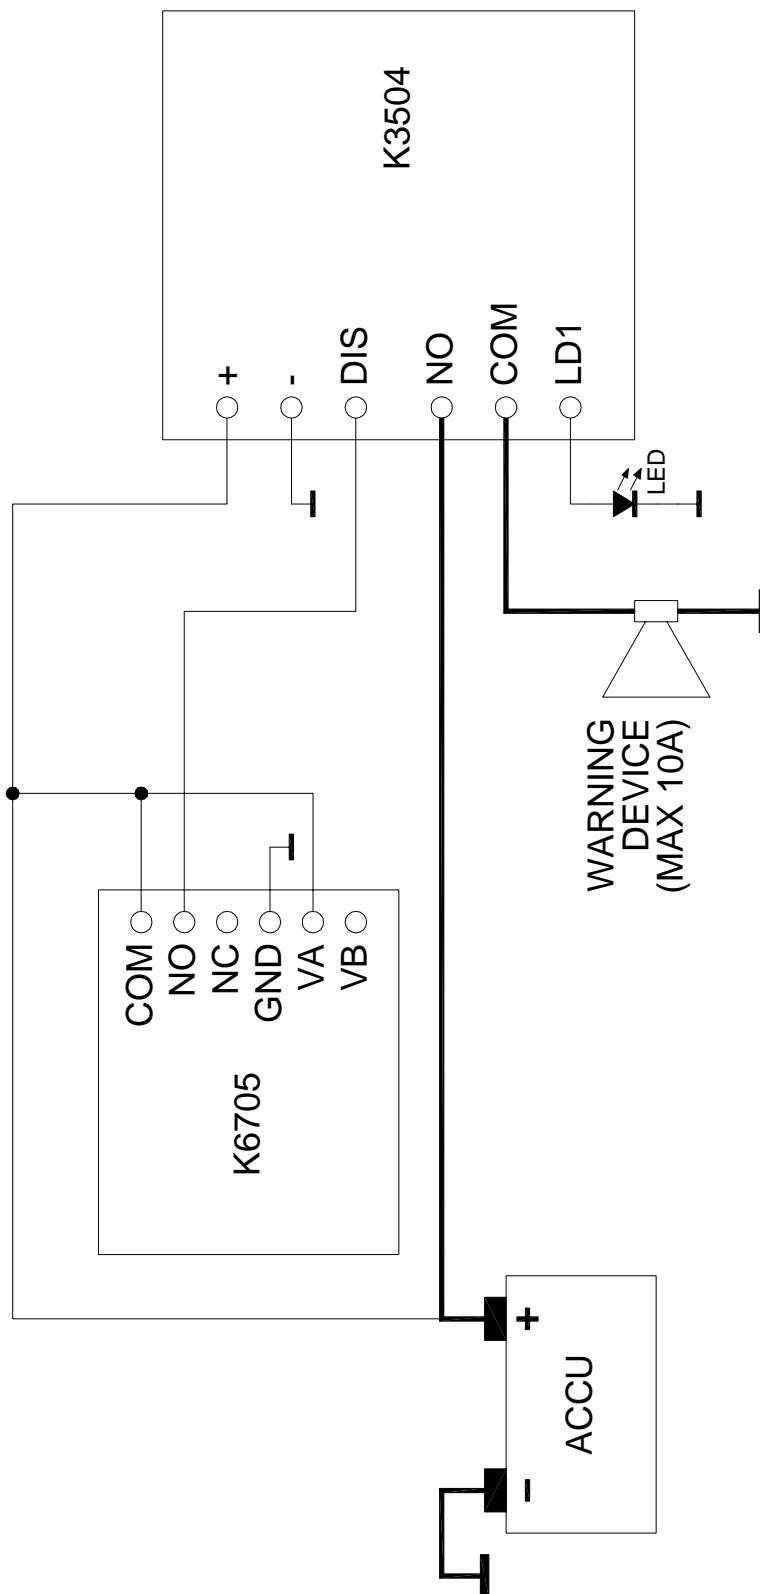 K3504
+
-
DIS
NO
COM
LD1
LED
WARNING
DEVICE
(MAX 10A)
COM
NO
NC
GND
VA
VB
K6705
+
-
ACCU